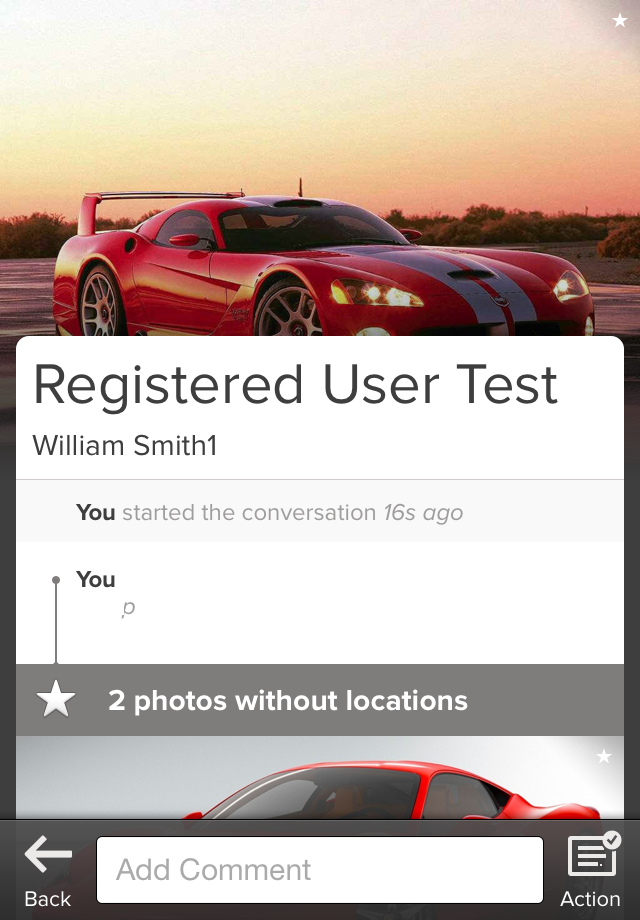 Registered User Test
William Smith1
You started the conversation 16s ago
You
2 photos without locations
Add Comment
Back
Action